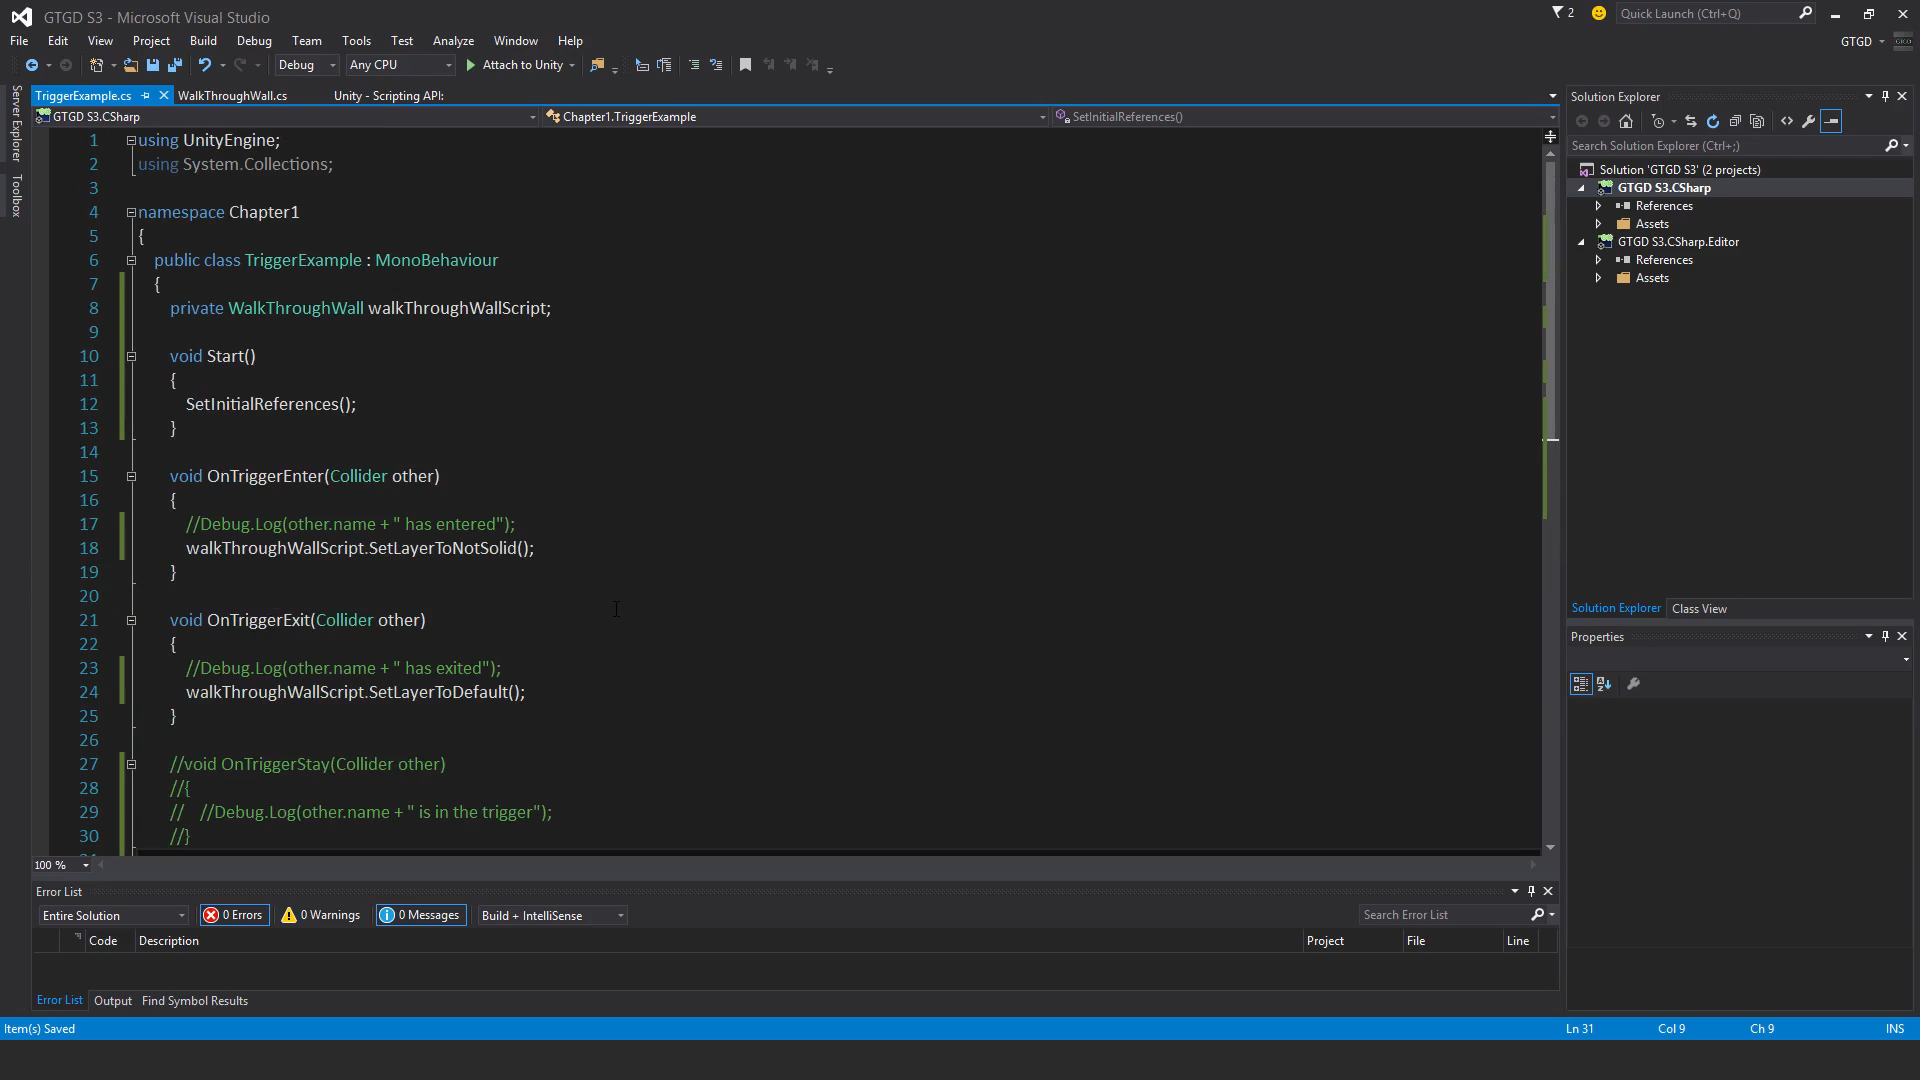 GTGD S3 - Microsoft Visual Studio
2
Quick Launch (Ctrl+Q)
File Edit View Project Build Debug Team Tools Test Analyze Window Help
GTGD
Debug Any CPU Attach to Unity
TriggerExample.cs WalkThroughWall.cs Unity - Scripting API:
GTGD S3.CSharp Chapter1.TriggerExample SetInitialReferences()
Server Explorer
Toolbox
1 using UnityEngine;
2 using System.Collections;
3
4 namespace Chapter1
5 {
6 public class TriggerExample : MonoBehaviour
7 {
8 private WalkThroughWall walkThroughWallScript;
9
10 void Start()
11 {
12 SetInitialReferences();
13 }
14
15 void OnTriggerEnter(Collider other)
16 {
17 //Debug.Log(other.name + " has entered");
18 walkThroughWallScript.SetLayerToNotSolid();
19 }
20
21 void OnTriggerExit(Collider other)
22 {
23 //Debug.Log(other.name + " has exited");
24 walkThroughWallScript.SetLayerToDefault();
25 }
26
27 //void OnTriggerStay(Collider other)
28 //{
29 // //Debug.Log(other.name + " is in the trigger");
30 //}
100 %
Solution Explorer
Search Solution Explorer (Ctrl+;)
Solution 'GTGD S3' (2 projects)
GTGD S3.CSharp
References
Assets
GTGD S3.CSharp.Editor
References
Assets
Solution Explorer Class View
Properties
Error List
Entire Solution 0 Errors 0 Warnings 0 Messages Build + IntelliSense Search Error List
Code Description Project File Line
Error List Output Find Symbol Results
Item(s) Saved Ln 31 Col 9 Ch 9 INS